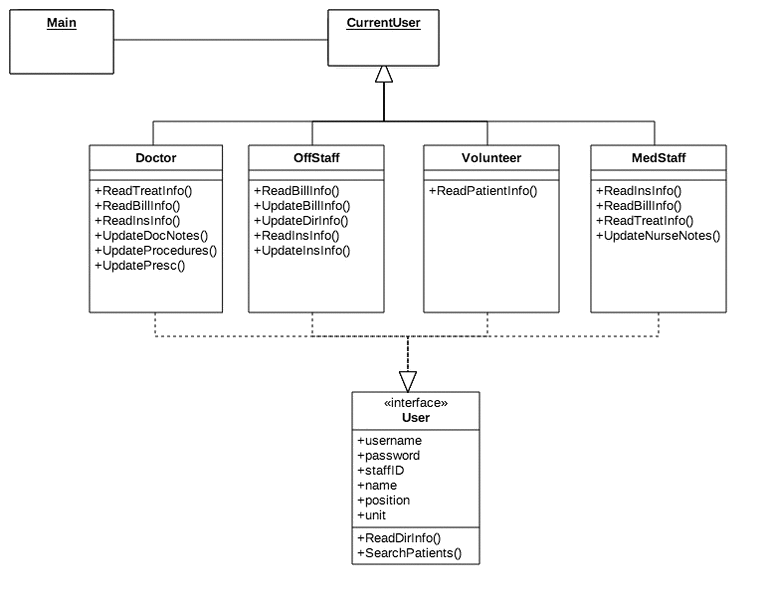 Main
CurrentUser
Doctor
+ReadTreatInfo()
+ReadBillInfo()
+ReadInsInfo()
+UpdateDocNotes()
+UpdateProcedures()
+UpdatePresc()
OffStaff
+ReadBillInfo()
+UpdateBillInfo()
+UpdateDirInfo()
+ReadInsInfo()
+UpdateInsInfo()
Volunteer
+ReadPatientInfo()
MedStaff
+ReadInsInfo()
+ReadBillInfo()
+ReadTreatInfo()
+UpdateNurseNotes()
«interface»
User
+username
+password
+staffID
+name
+position
+unit
+ReadDirInfo()
+SearchPatients()